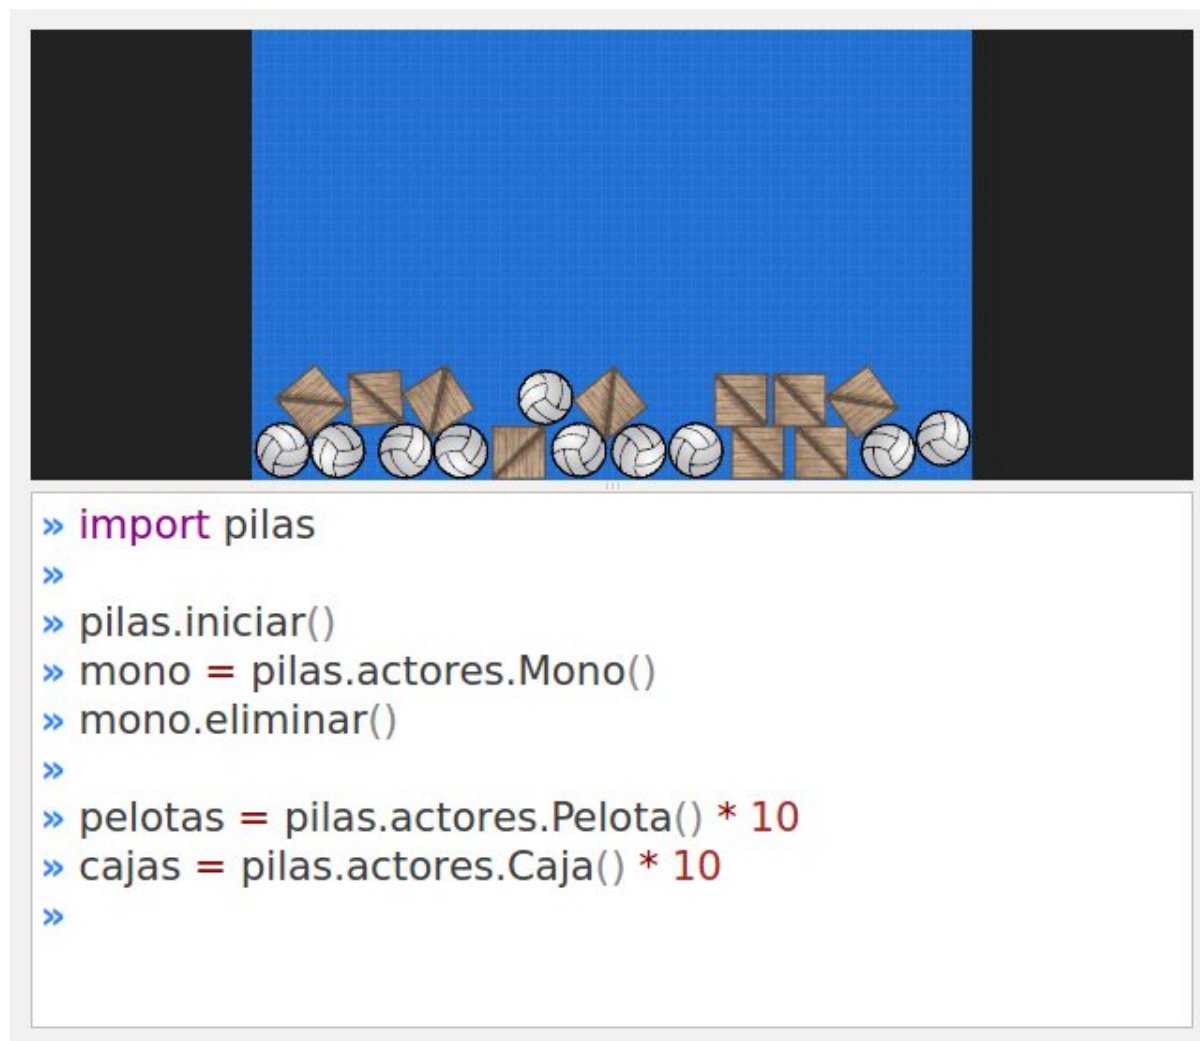 » import pilas
»
» pilas.iniciar()
» mono = pilas.actores.Mono()
» mono.eliminar()
»
» pelotas = pilas.actores.Pelota() * 10
» cajas = pilas.actores.Caja() * 10
»